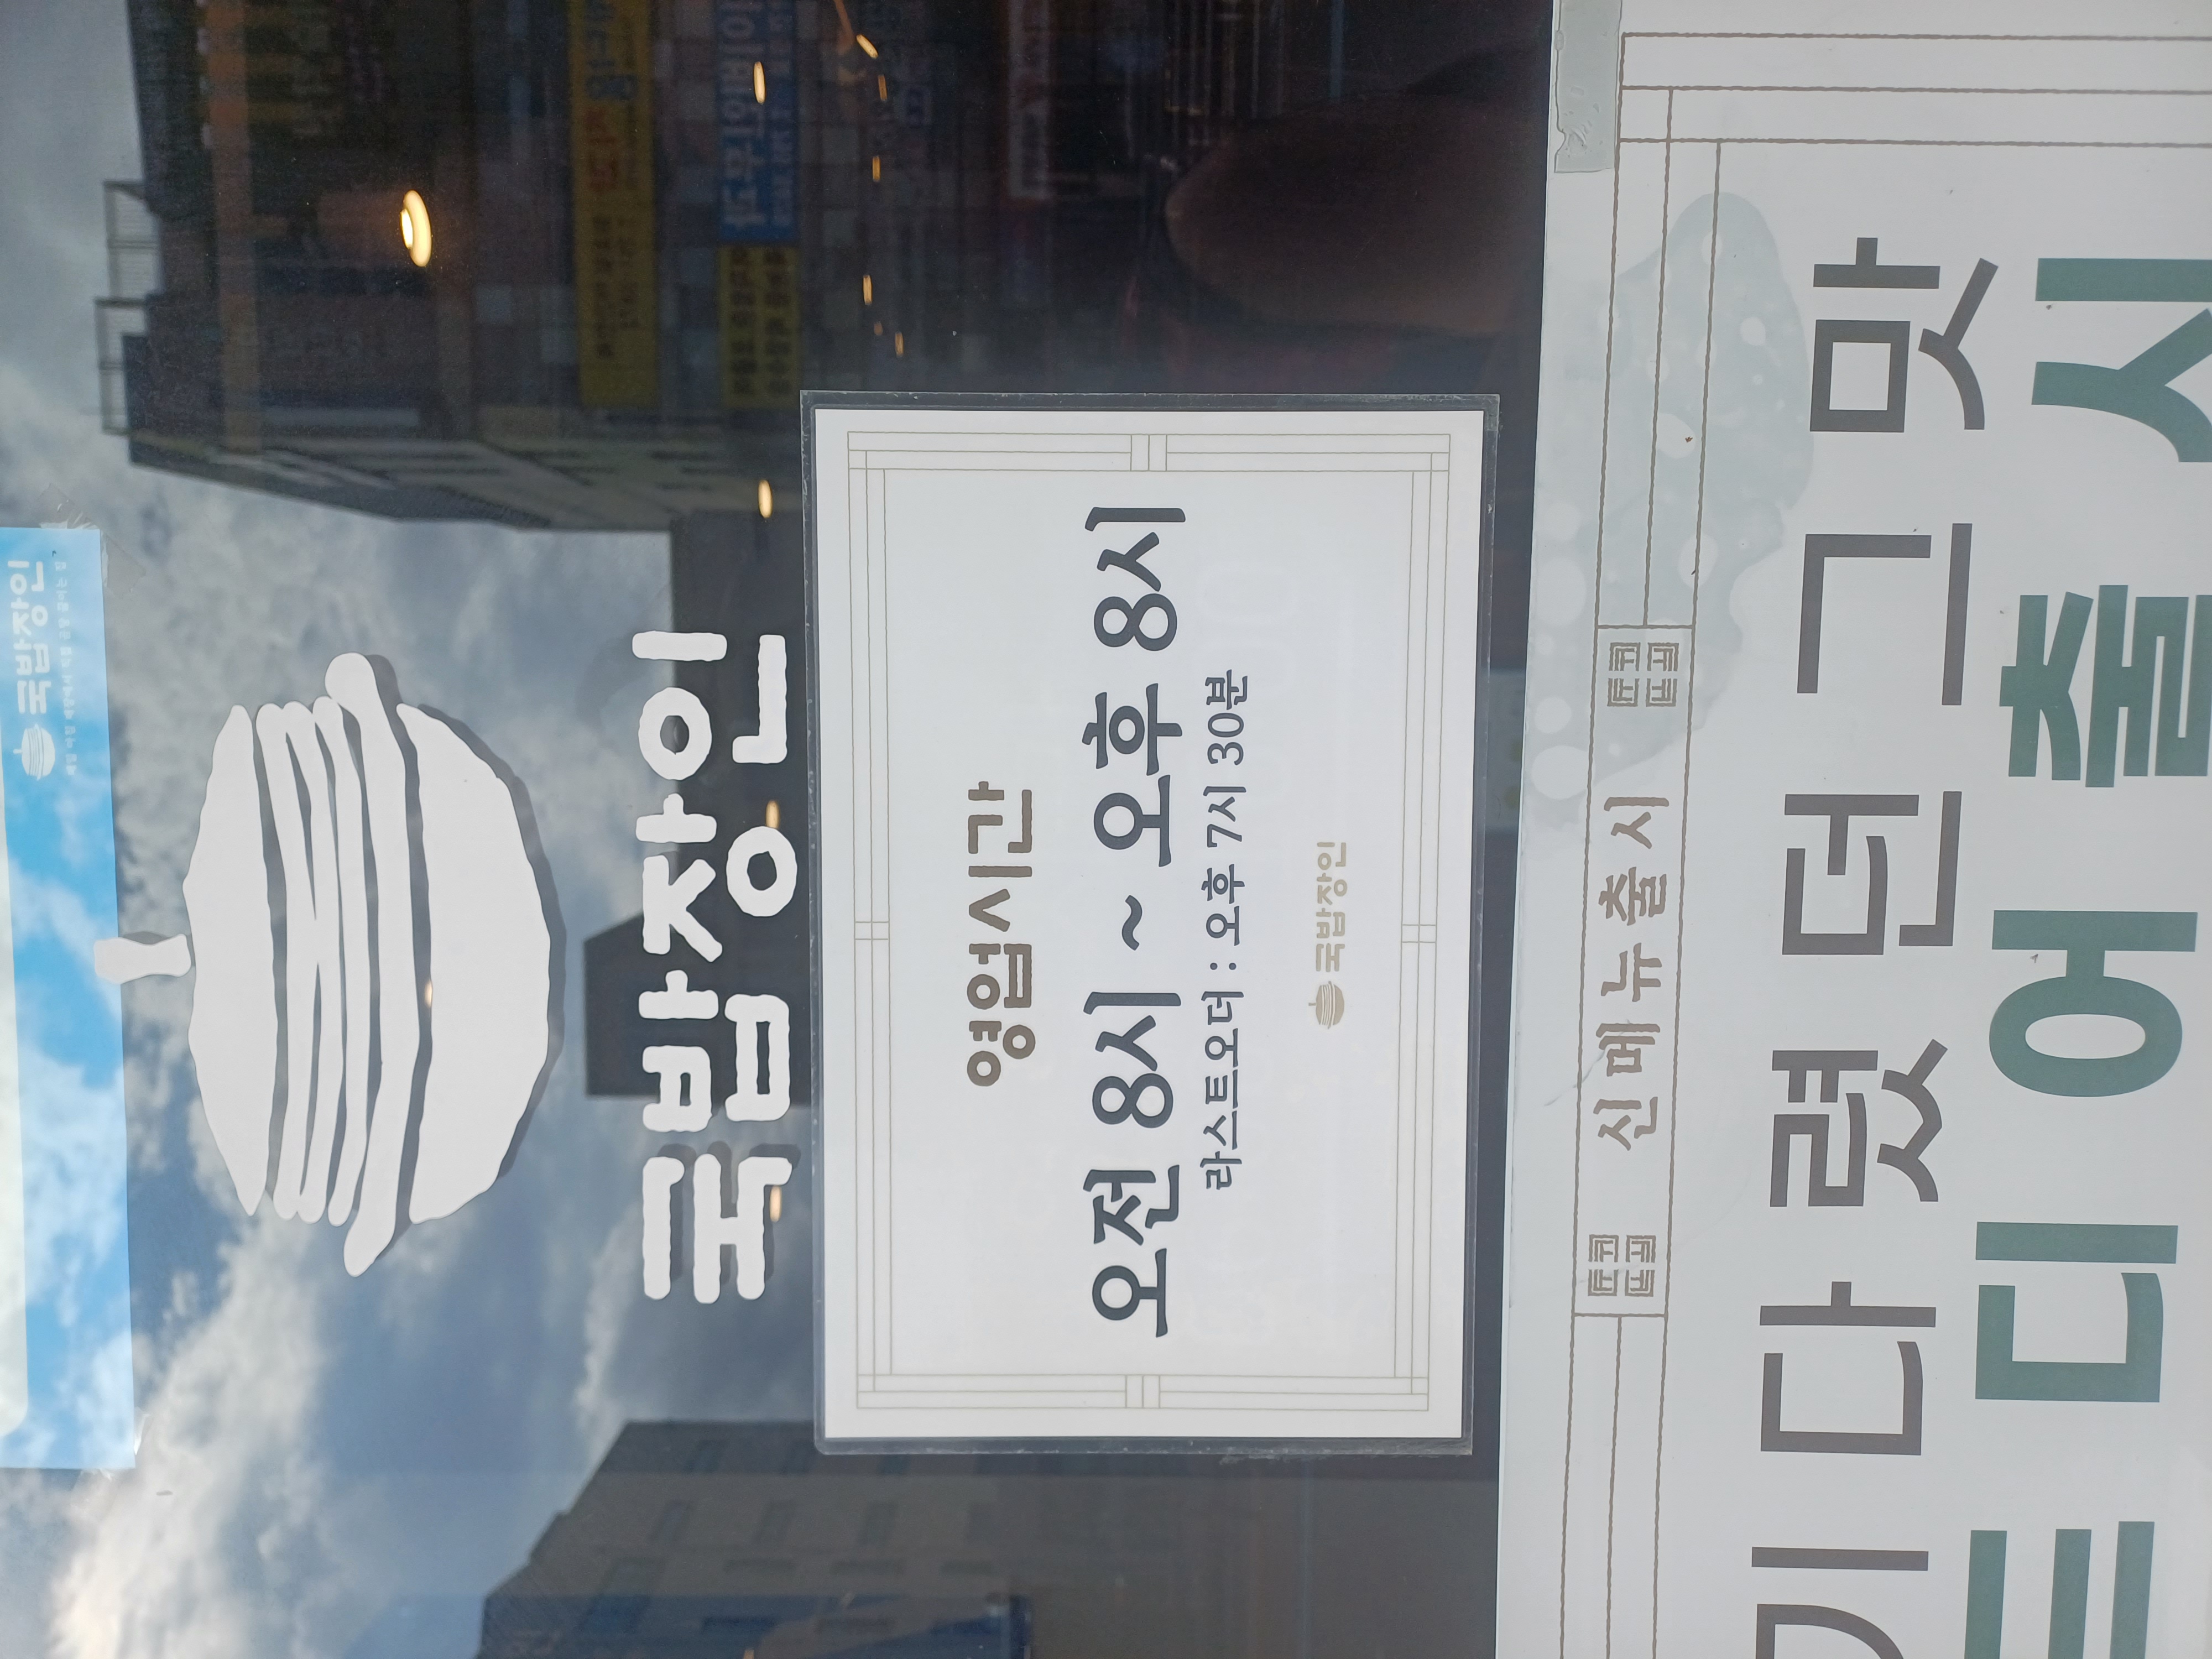 국밥장인
국밥장인
영업시간
오전 8시 ~ 오후 8시
라스트오더 : 오후 7시 30분
국밥장인
신메뉴출시
기다렸던 그 맛
드디어 출시